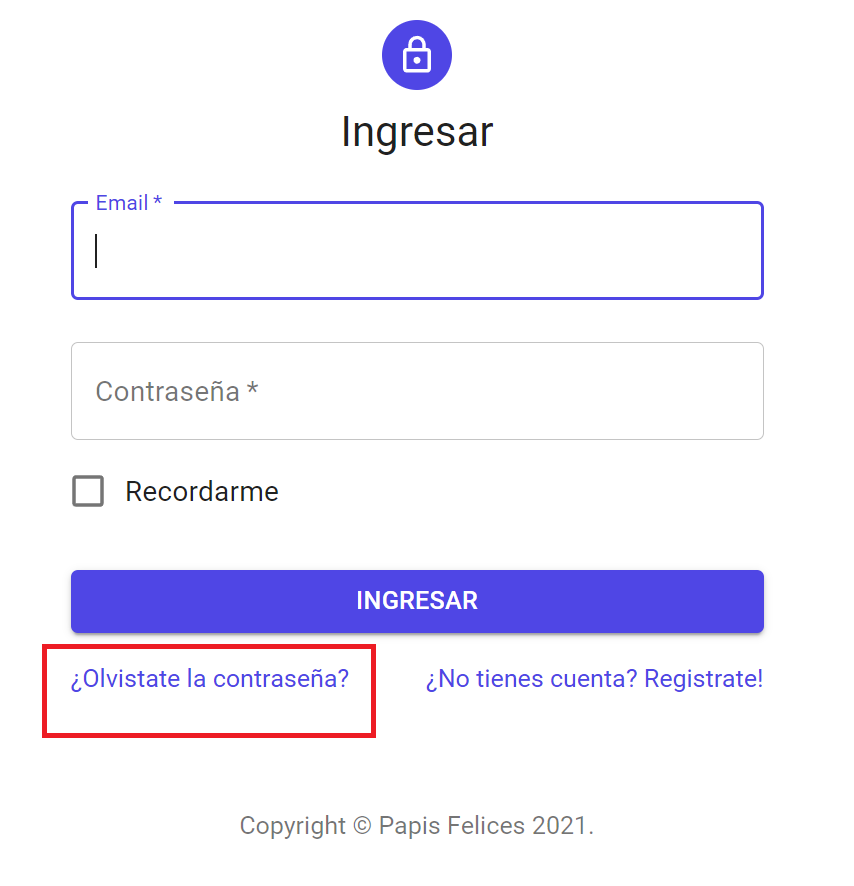 Ingresar
Email *
Contraseña *
Recordarme
INGRESAR
¿Olvistate la contraseña?
¿No tienes cuenta? Registrate!
Copyright © Papis Felices 2021.